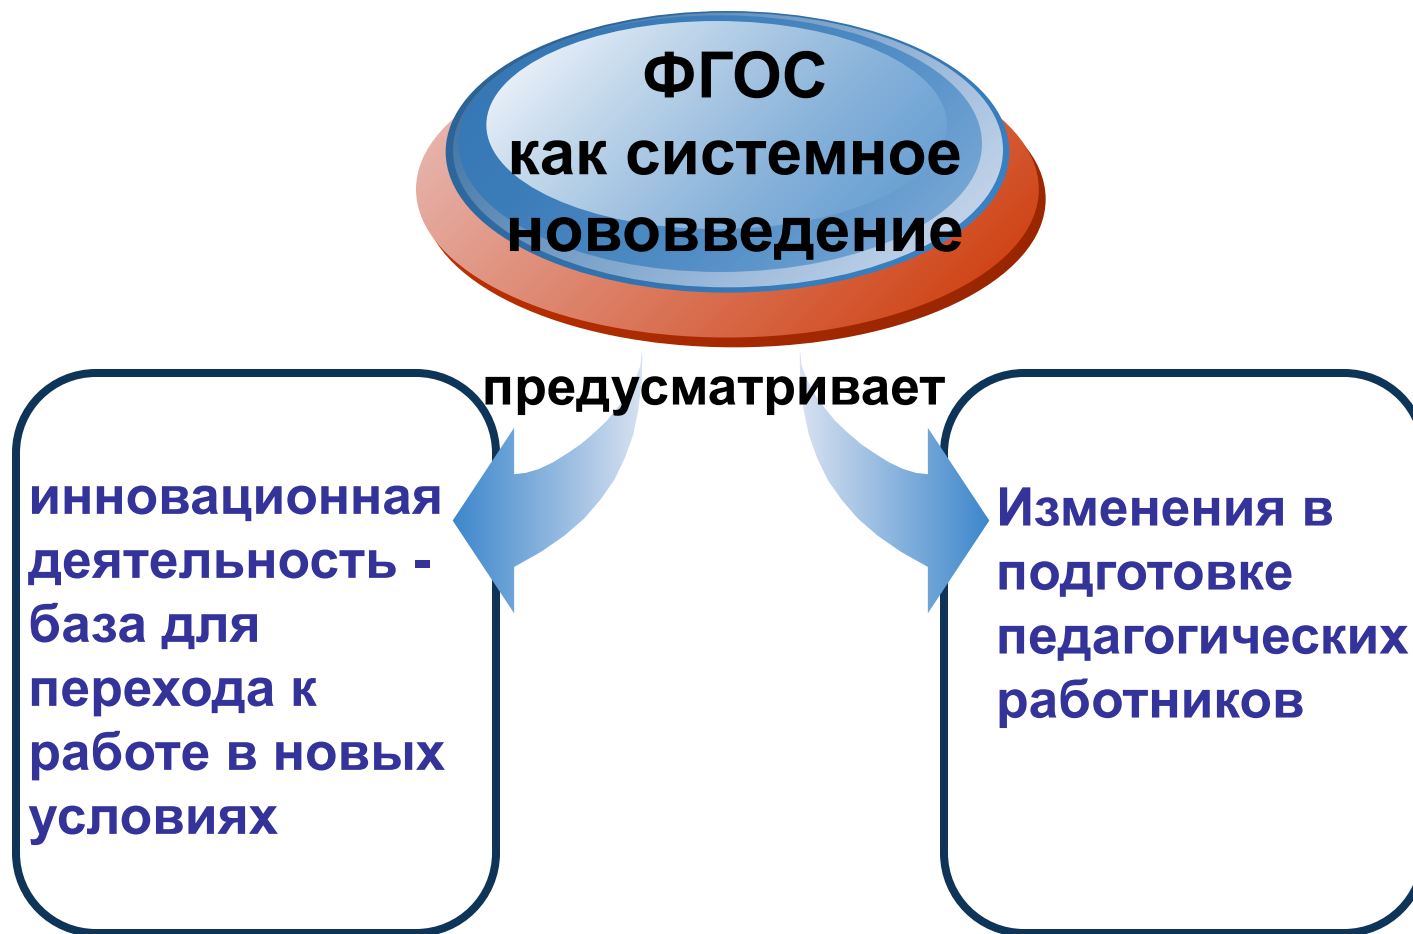 ФГОС
как системное
нововведение
предусматривает
инновационная
деятельность -
база для
перехода к
работе в новых
условиях
Изменения в
подготовке
педагогических
работников